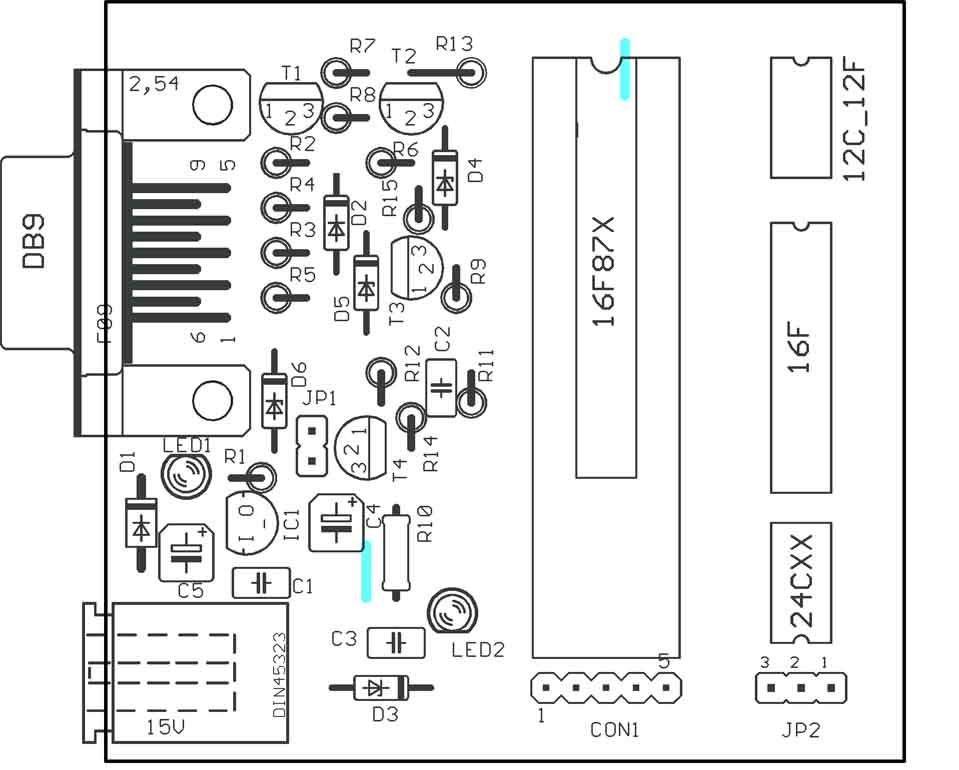 R7
T2
R13
2,54
T1
12C_12F
1 2 3
1 2 3
R8
R2
R6
D4
9 5
R4
R15
D2
DB9
16F87X
R3
3
2
1
R5
R9
D5
T3
F09
6 1
C2
16F
R12
R11
D6
JP1
1
2
3
R14
T4
LED1
D1
R1
I O
-
IC1
+
C4
R10
+
C5
C1
24CXX
DIN45323
C3
LED2
15V
D3
5
3 2 1
1
CON1
JP2